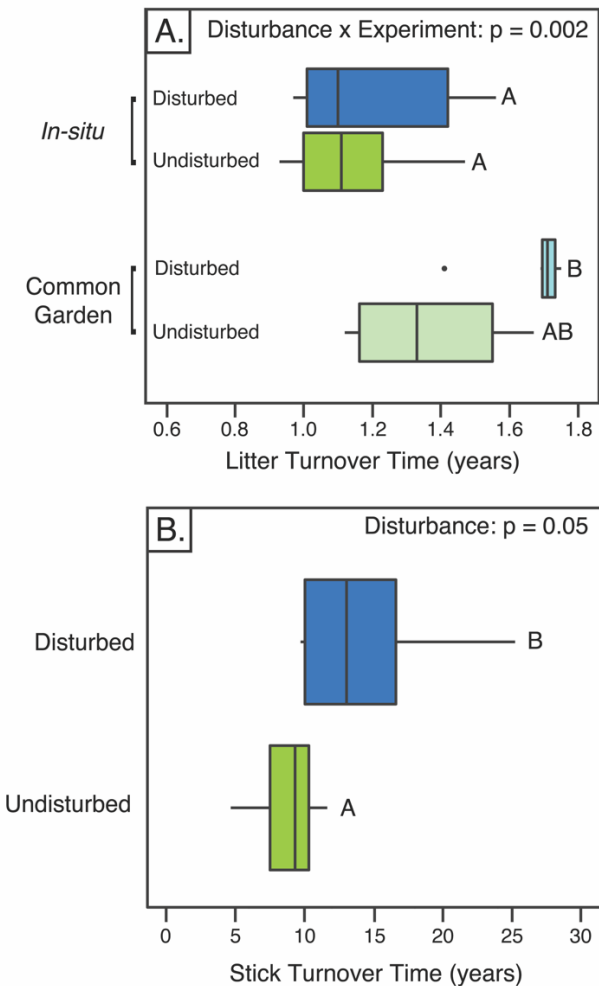 A.
Disturbance x Experiment: p = 0.002
Disturbed
A
In-situ
Undisturbed
A
Disturbed
B
Common
Garden
Undisturbed
AB
0.6 0.8 1.0 1.2 1.4 1.6 1.8
Litter Turnover Time (years)
B.
Disturbance: p = 0.05
Disturbed
B
Undisturbed
A
0 5 10 15 20 25 30
Stick Turnover Time (years)